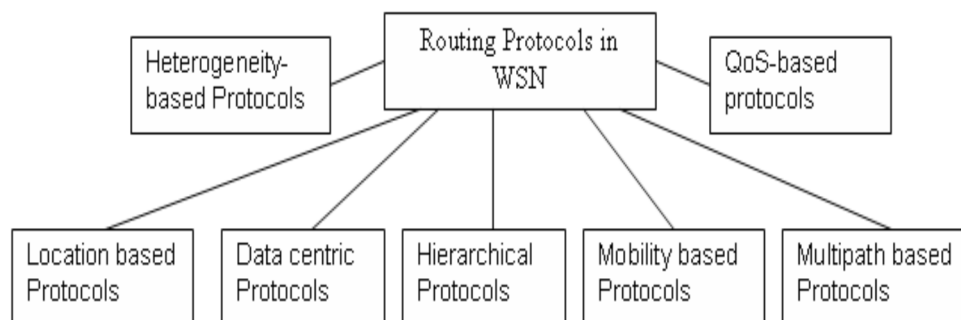 Routing Protocols in
WSN
Heterogeneity-
based Protocols
QoS-based
protocols
Location based
Protocols
Data centric
Protocols
Hierarchical
Protocols
Mobility based
Protocols
Multipath based
Protocols